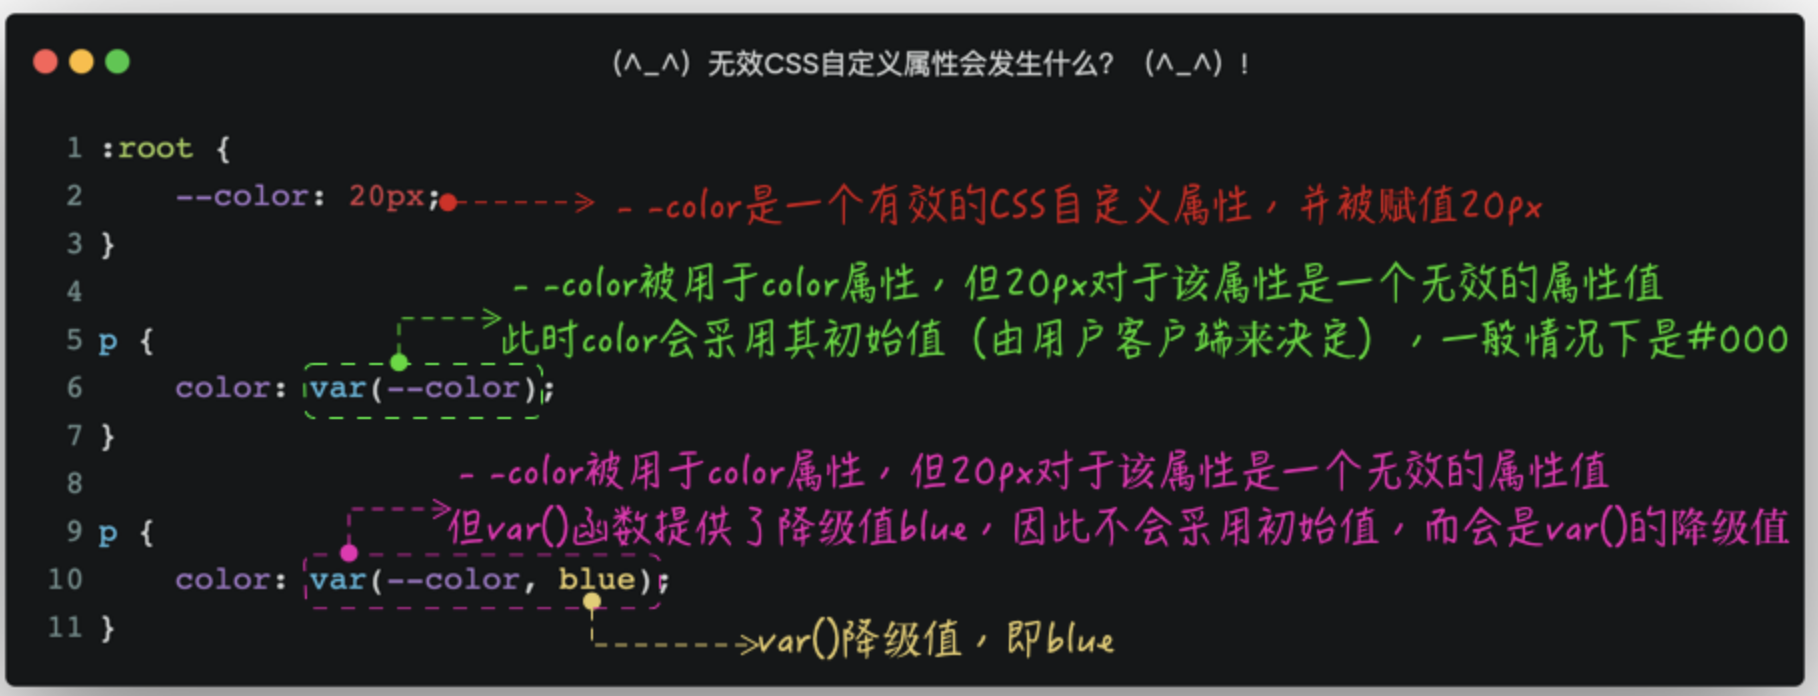 （^_^）无效CSS自定义属性会发生什么？（^_^）!
1 :root {
2 --color: 20px; - -color是一个有效的CSS自定义属性，并被赋值20px
3 }
- -color被用于color属性，但20px对于该属性是一个无效的属性值
4
此时color会采用其初始值（由用户客户端来决定），一般情况下是#000
5 p {
6 color: var(--color);
7 }
- -color被用于color属性，但20px对于该属性是一个无效的属性值
8
但var()函数提供了降级值blue，因此不会采用初始值，而会是var()的降级值
9 p {
10 color: var(--color, blue);
11 }
var()降级值，即blue